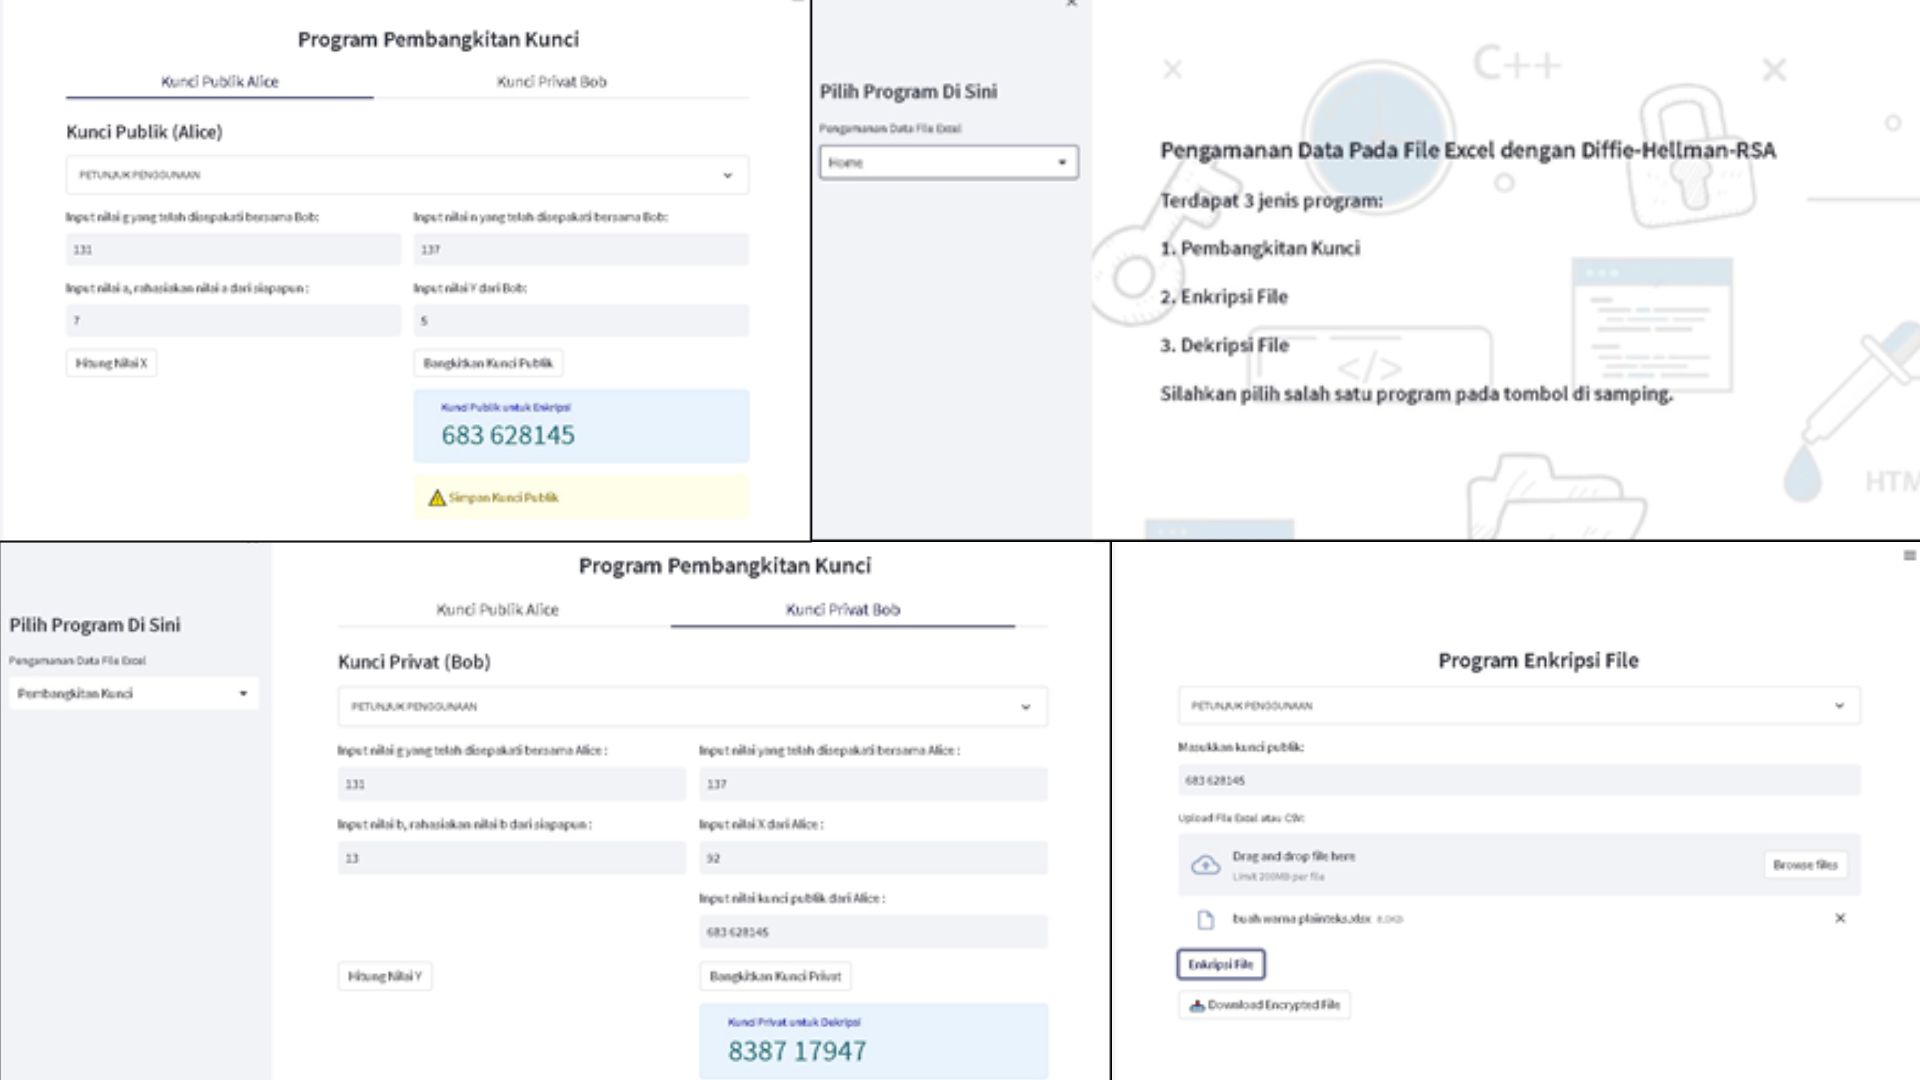 Program Pembangkitan Kunci
Kunci Publik Alice
Kunci Privat Bob
Kunci Publik (Alice)
PETUNJUK PENGGUNAAN
Input nilai g yang telah disepakati bersama Bob:
Input nilai n yang telah disepakati bersama Bob:
131
137
Input nilai a, rahasiakan nilai a dari siapapun :
Input nilai Y dari Bob:
7
5
Hitung Nilai X
Bangkitkan Kunci Publik
Kunci Publik untuk Enkripsi
683 628145
Simpan Kunci Publik
Pilih Program Di Sini
Pengamanan Data File Excel
Home
C++
Pengamanan Data Pada File Excel dengan Diffie-Hellman-RSA
Terdapat 3 jenis program:
1. Pembangkitan Kunci
2. Enkripsi File
3. Dekripsi File
</>
Silahkan pilih salah satu program pada tombol di samping.
HTM
Pilih Program Di Sini
Pengamanan Data File Excel
Pembangkitan Kunci
Program Pembangkitan Kunci
Kunci Publik Alice
Kunci Privat Bob
Kunci Privat (Bob)
PETUNJUK PENGGUNAAN
Input nilai g yang telah disepakati bersama Alice :
Input nilai yang telah disepakati bersama Alice :
131
137
Input nilai b, rahasiakan nilai b dari siapapun :
Input nilai X dari Alice :
13
92
Input nilai kunci publik dari Alice :
683 628145
Hitung Nilai Y
Bangkitkan Kunci Privat
Kunci Privat untuk Dekripsi
8387 17947
Program Enkripsi File
PETUNJUK PENGGUNAAN
Masukkan kunci publik:
683 628145
Upload File Excel atau CSV:
Drag and drop file here
Limit 200MB per file
Browse files
buah warna plainteks.xlsx
Enkripsi File
Download Encrypted File